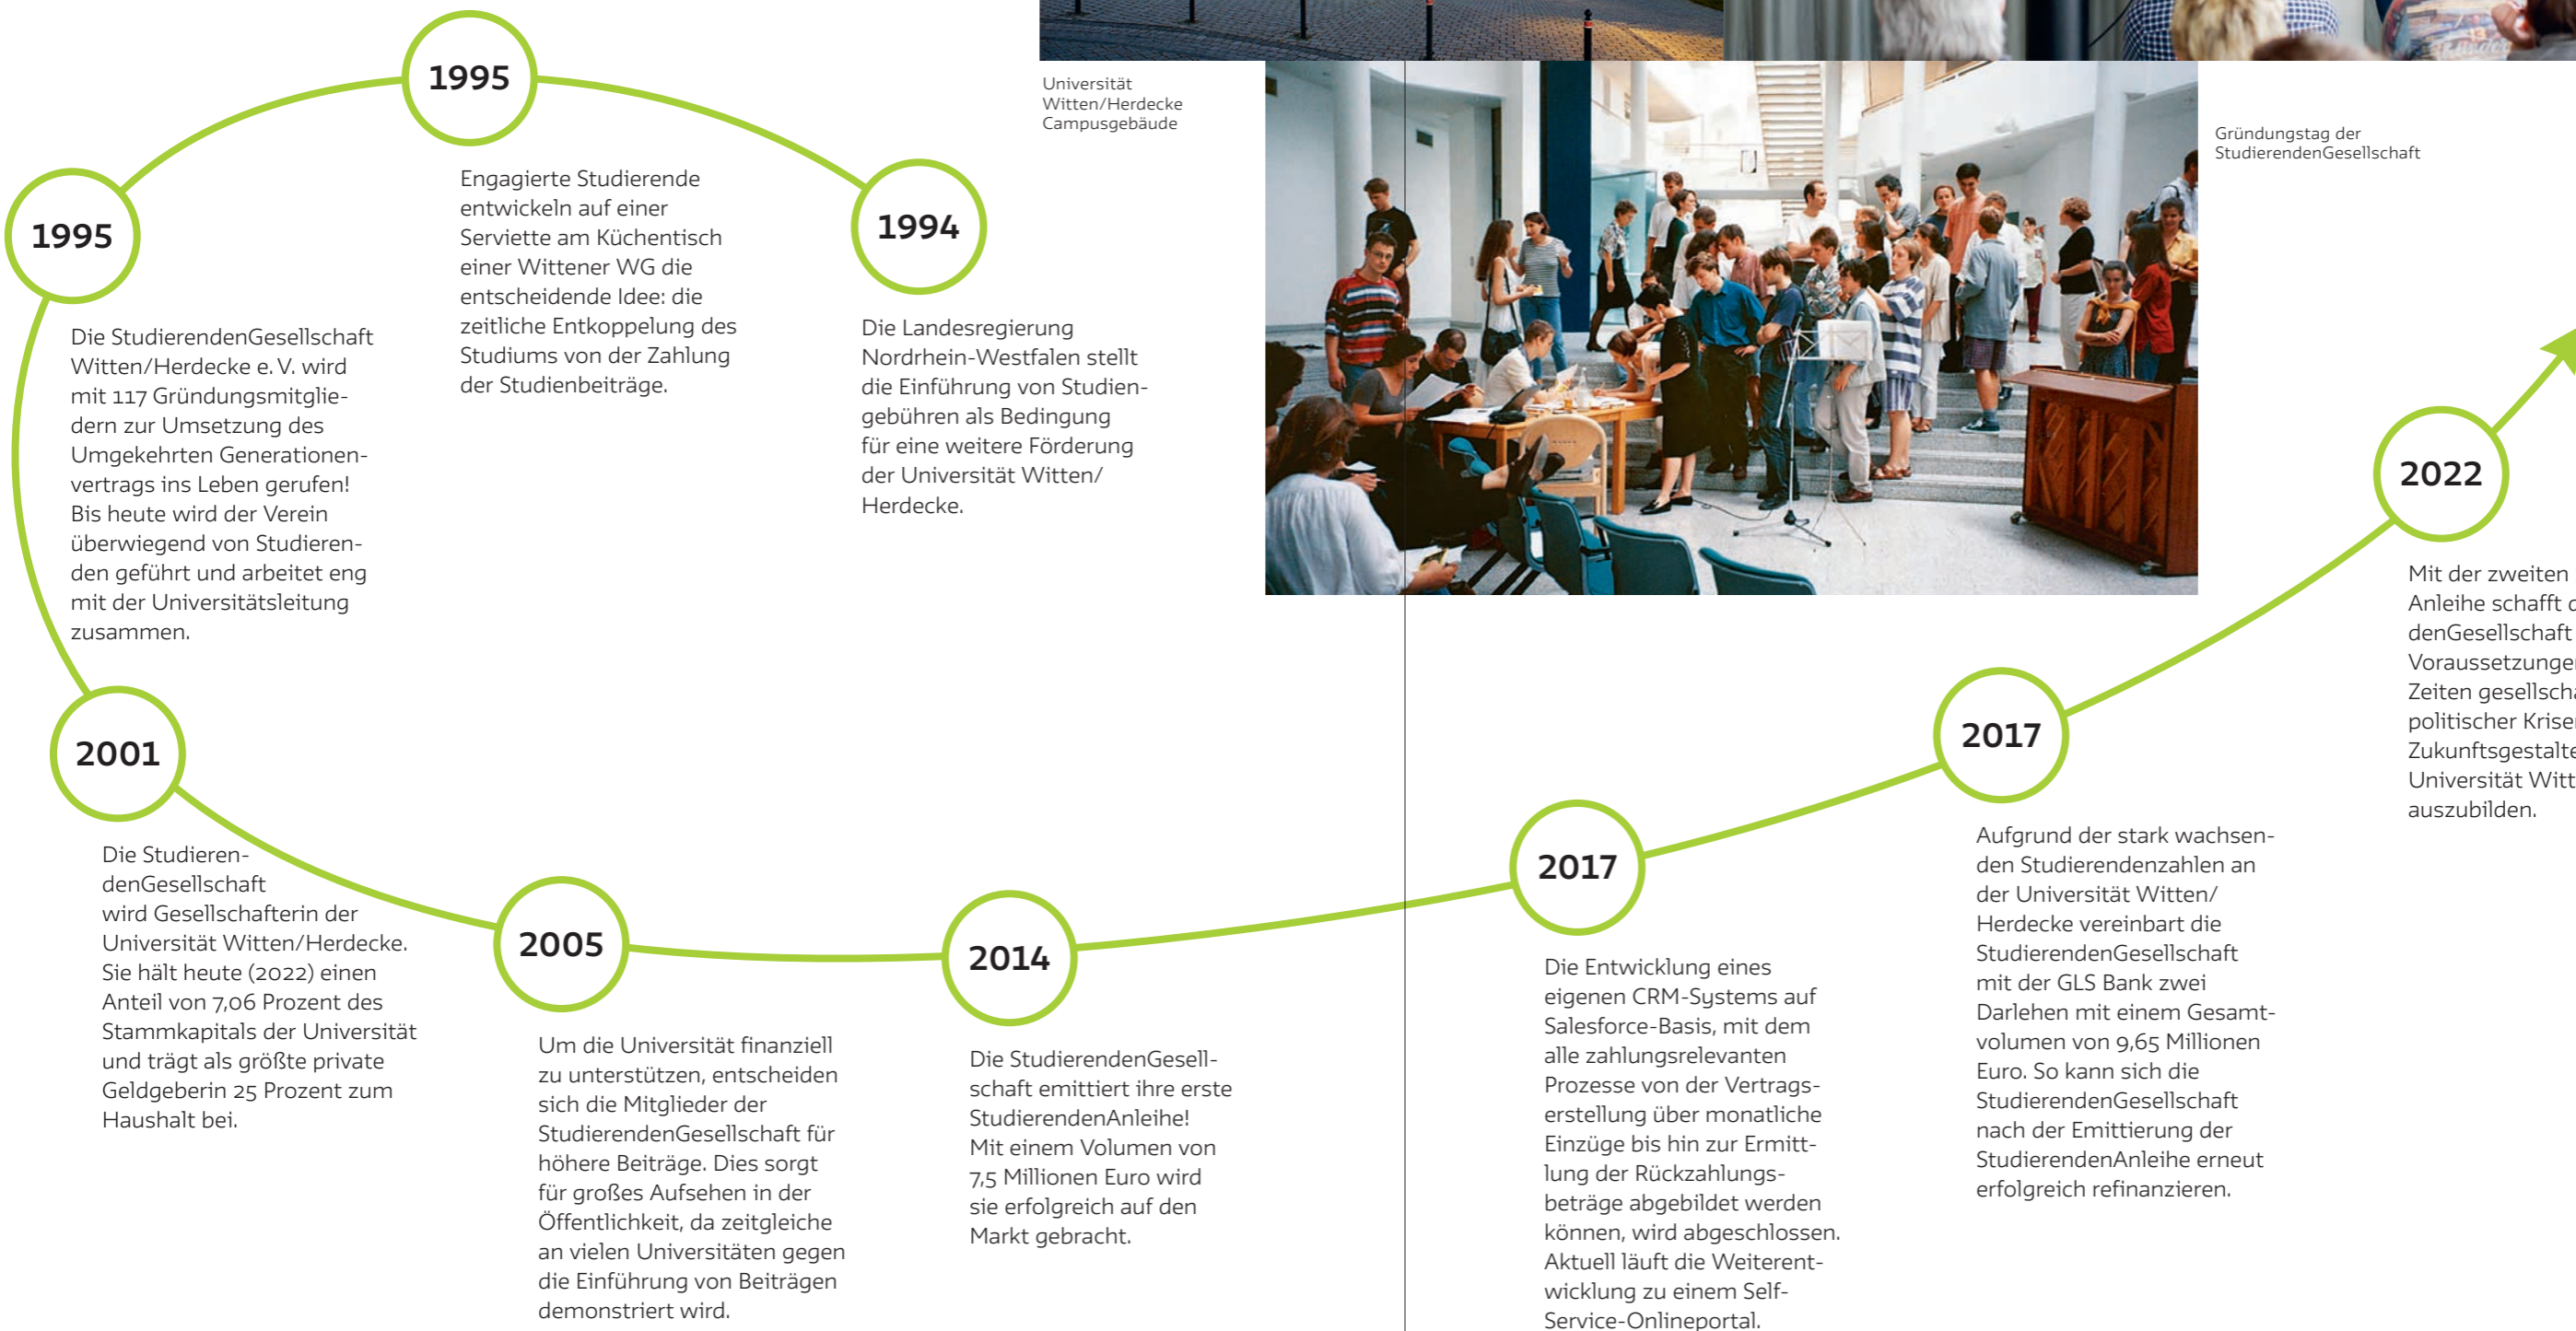 Universität
Witten/Herdecke
Campusgebäude
Gründungstag der
StudierendenGesellschaft
1994
Die Landesregierung
Nordrhein-Westfalen stellt
die Einführung von Studien-
gebühren als Bedingung
für eine weitere Förderung
der Universität Witten/
Herdecke.
1995
Engagierte Studierende
entwickeln auf einer
Serviette am Küchentisch
einer Wittener WG die
entscheidende Idee: die
zeitliche Entkoppelung des
Studiums von der Zahlung
der Studienbeiträge.
1995
Die StudierendenGesellschaft
Witten/Herdecke e. V. wird
mit 117 Gründungsmitglie-
dern zur Umsetzung des
Umgekehrten Generationen-
vertrags ins Leben gerufen!
Bis heute wird der Verein
überwiegend von Studieren-
den geführt und arbeitet eng
mit der Universitätsleitung
zusammen.
2001
Die Studieren-
denGesellschaft
wird Gesellschafterin der
Universität Witten/Herdecke.
Sie hält heute (2022) einen
Anteil von 7,06 Prozent des
Stammkapitals der Universität
und trägt als größte private
Geldgeberin 25 Prozent zum
Haushalt bei.
2005
Um die Universität finanziell
zu unterstützen, entscheiden
sich die Mitglieder der
StudierendenGesellschaft für
höhere Beiträge. Dies sorgt
für großes Aufsehen in der
Öffentlichkeit, da zeitgleiche
an vielen Universitäten gegen
die Einführung von Beiträgen
demonstriert wird.
2014
Die StudierendenGesell-
schaft emittiert ihre erste
StudierendenAnleihe!
Mit einem Volumen von
7,5 Millionen Euro wird
sie erfolgreich auf den
Markt gebracht.
2017
Die Entwicklung eines
eigenen CRM-Systems auf
Salesforce-Basis, mit dem
alle zahlungsrelevanten
Prozesse von der Vertrags-
erstellung über monatliche
Einzüge bis hin zur Ermitt-
lung der Rückzahlungs-
beträge abgebildet werden
können, wird abgeschlossen.
Aktuell läuft die Weiterent-
wicklung zu einem Self-
Service-Onlineportal.
2017
Aufgrund der stark wachsen-
den Studierendenzahlen an
der Universität Witten/
Herdecke vereinbart die
StudierendenGesellschaft
mit der GLS Bank zwei
Darlehen mit einem Gesamt-
volumen von 9,65 Millionen
Euro. So kann sich die
StudierendenGesellschaft
nach der Emittierung der
StudierendenAnleihe erneut
erfolgreich refinanzieren.
2022
Mit der zweiten
Anleihe schafft
denGesellschaft
Zeiten
politischer
Universität
auszubilden.